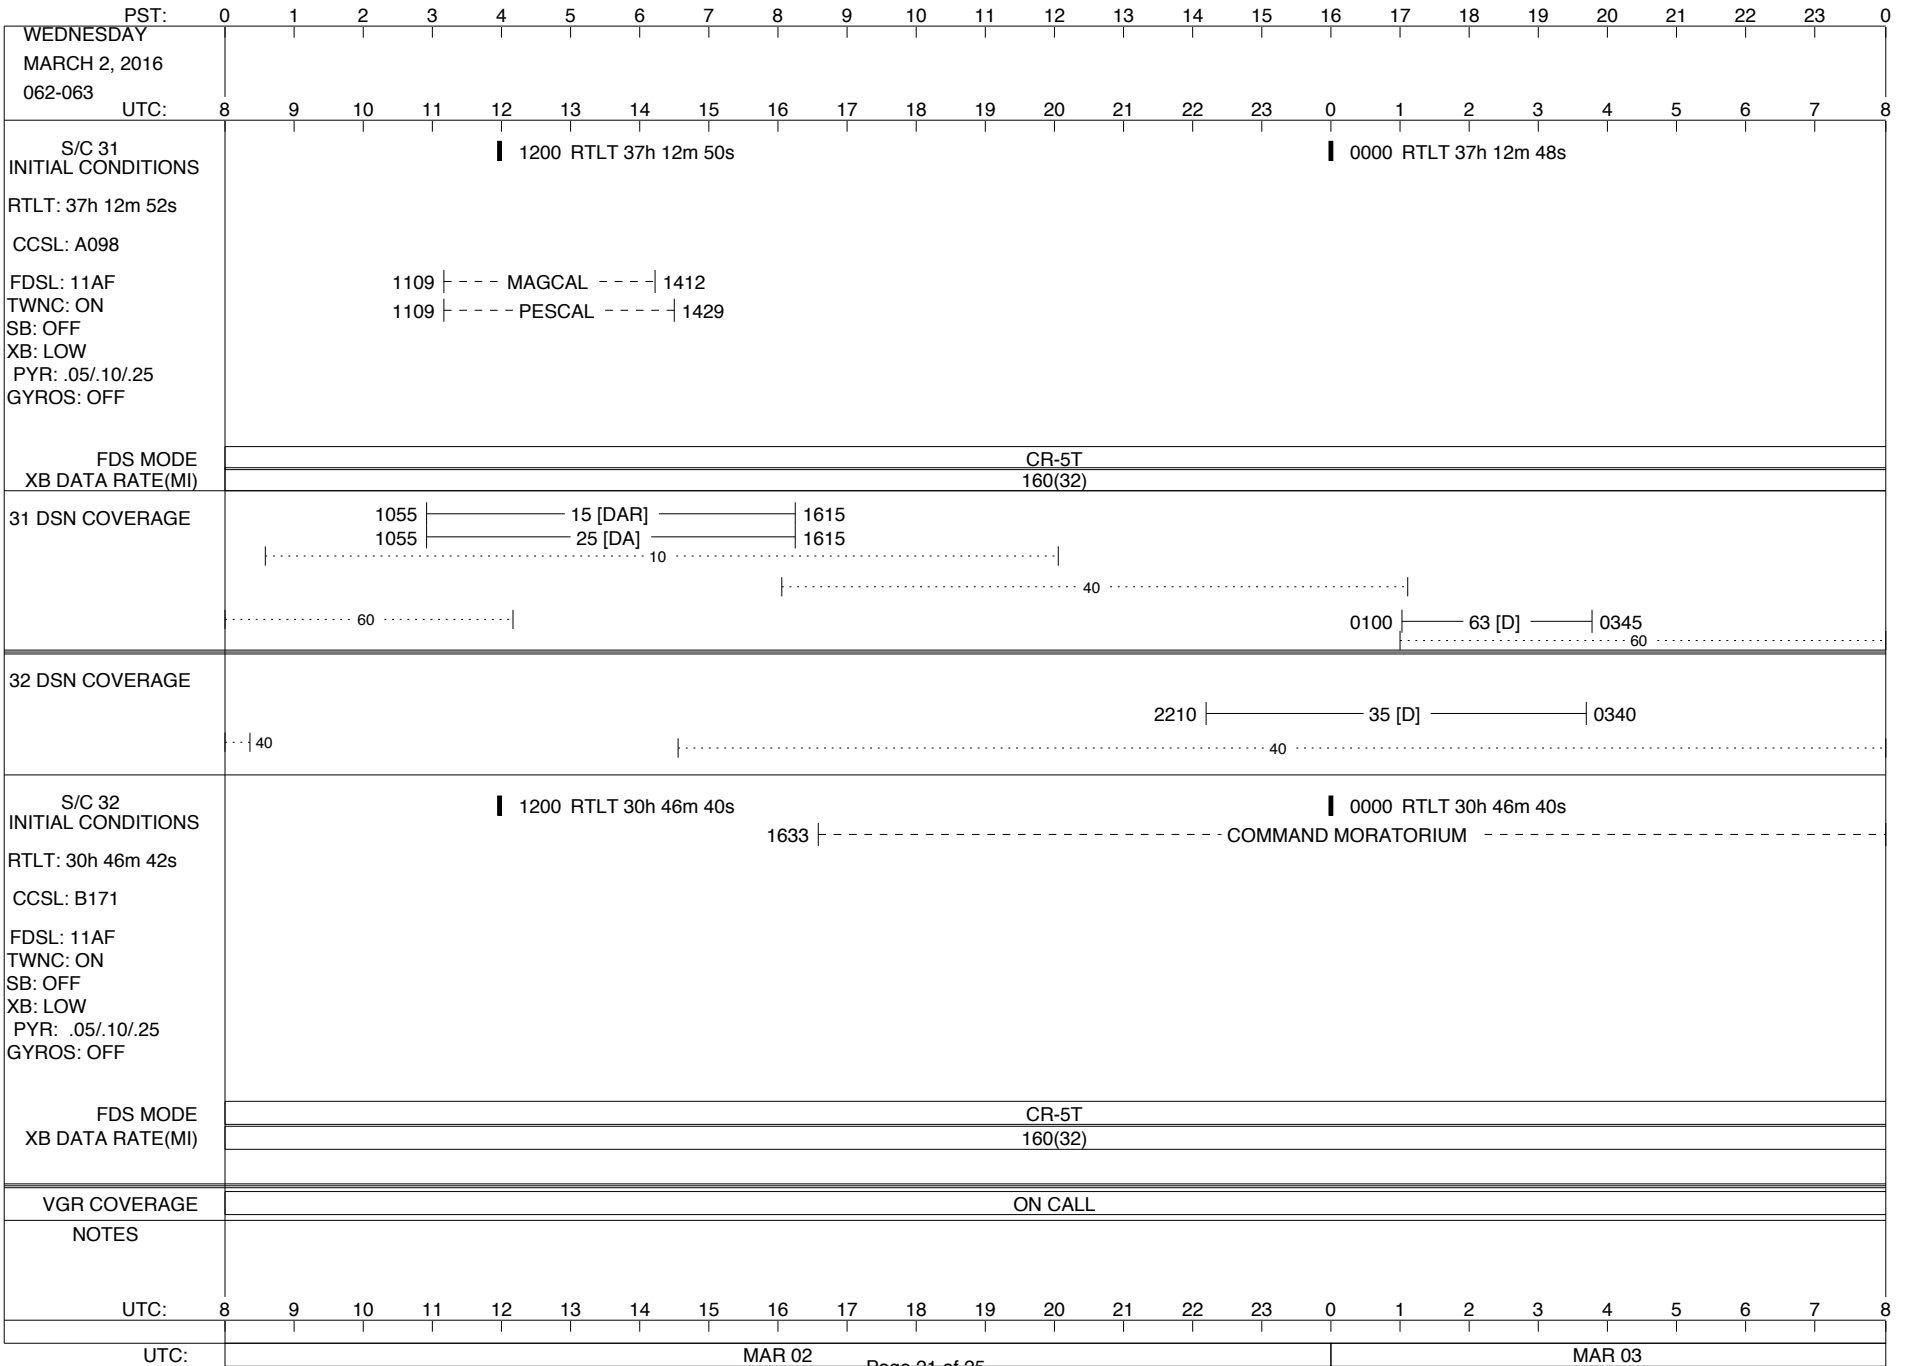 PST: 0 1 2 3 4 5 6 7 8 9 10 11 12 13 14 15 16 17 18 19 20 21 22 23 0
WEDNESDAY
MARCH 2, 2016
062-063
UTC: 8 9 10 11 12 13 14 15 16 17 18 19 20 21 22 23 0 1 2 3 4 5 6 7 8
S/C 31
INITIAL CONDITIONS
1200 RTLT 37h 12m 50s
0000 RTLT 37h 12m 48s
RTLT: 37h 12m 52s
CCSL: A098
FDSL: 11AF
1109 MAGCAL 1412
TWNC: ON
1109 PESCAL 1429
SB: OFF
XB: LOW
PYR: .05/.10/.25
GYROS: OFF
FDS MODE CR-5T
XB DATA RATE(MI) 160(32)
31 DSN COVERAGE
1055 15 [DAR] 1615
1055 25 [DA] 1615
10
40
60
0100 63 [D] 0345
60
32 DSN COVERAGE
2210 35 [D] 0340
40
40
S/C 32
INITIAL CONDITIONS
1200 RTLT 30h 46m 40s
0000 RTLT 30h 46m 40s
1633 COMMAND MORATORIUM
RTLT: 30h 46m 42s
CCSL: B171
FDSL: 11AF
TWNC: ON
SB: OFF
XB: LOW
PYR: .05/.10/.25
GYROS: OFF
FDS MODE CR-5T
XB DATA RATE(MI) 160(32)
VGR COVERAGE ON CALL
NOTES
UTC: 8 9 10 11 12 13 14 15 16 17 18 19 20 21 22 23 0 1 2 3 4 5 6 7 8
UTC: MAR 02 MAR 03
Page 21 of 25